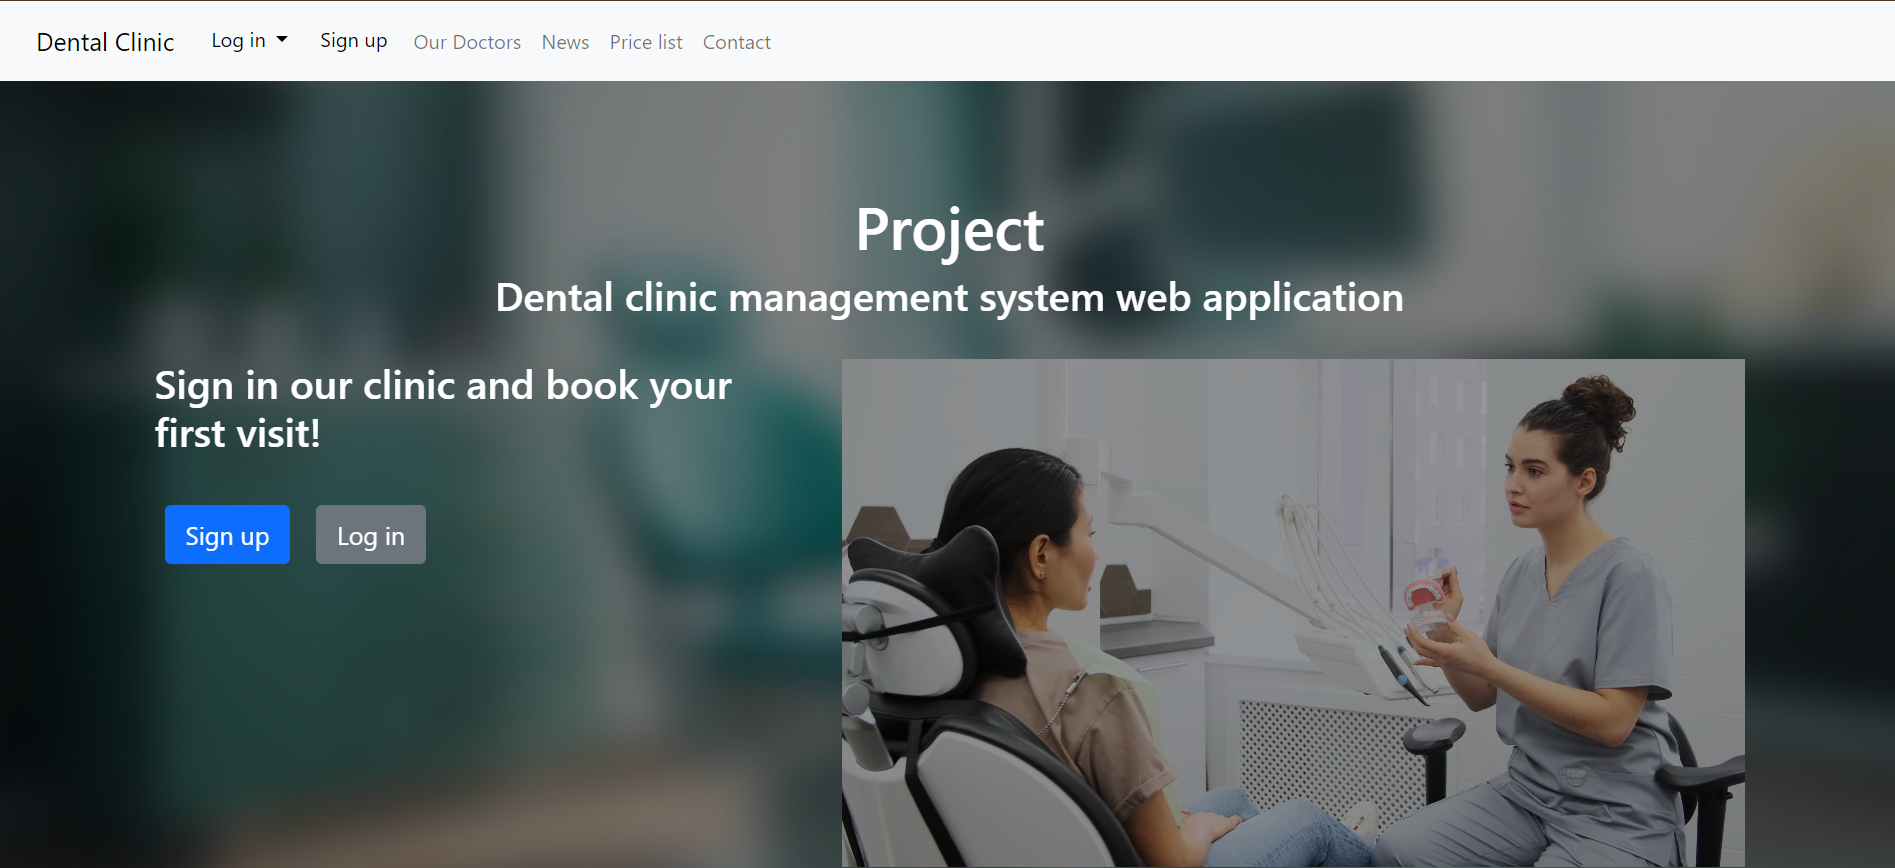 Dental Clinic Log in Sign up Our Doctors News Price list Contact
Project
Dental clinic management system web application
Sign in our clinic and book your
first visit!
Sign up Log in